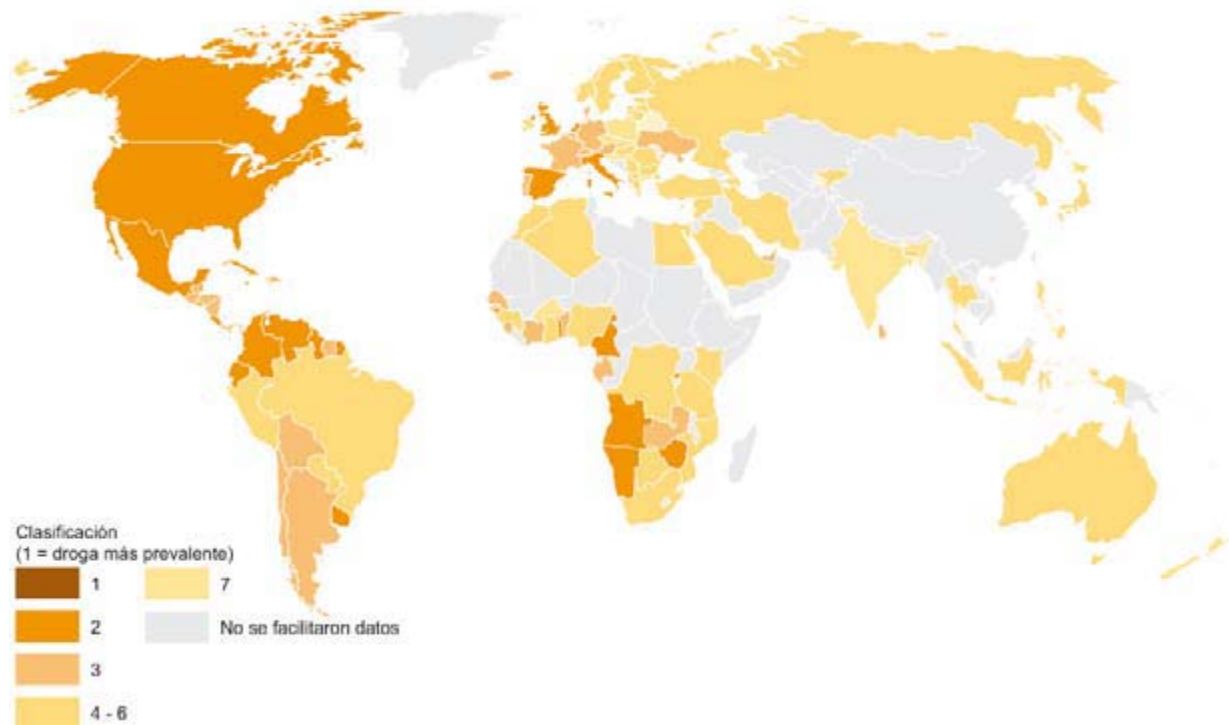 Clasificación
(1 = droga más prevalente)
1
7
2
No se facilitaron datos
3
4 - 6